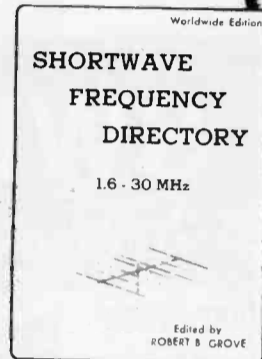 Worldwide Edition
SHORTWAVE
FREQUENCY
DIRECTORY
1.6 - 30 MHz
Edited by
ROBERT B GROVE